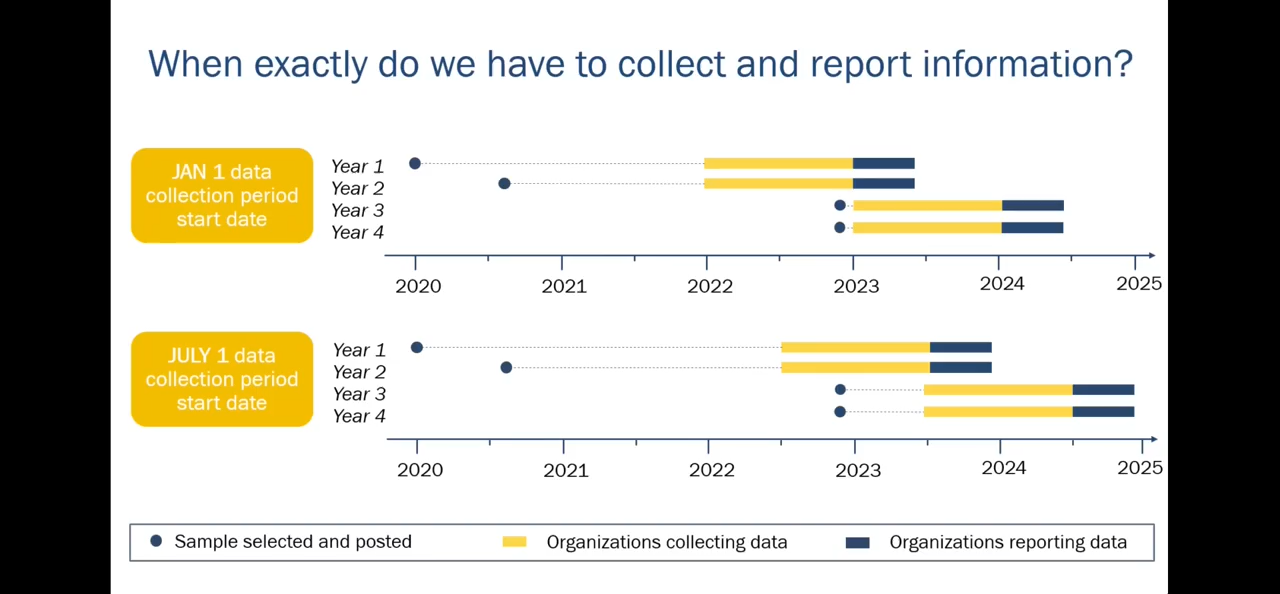 When exactly do we have to collect and report information?
JAN 1 data
collection period
start date
Year 1
Year 2
Year 3
Year 4
2020 2021 2022 2023 2024 2025
JULY 1 data
collection period
start date
Year 1
Year 2
Year 3
Year 4
2020 2021 2022 2023 2024 2025
Sample selected and posted Organizations collecting data Organizations reporting data